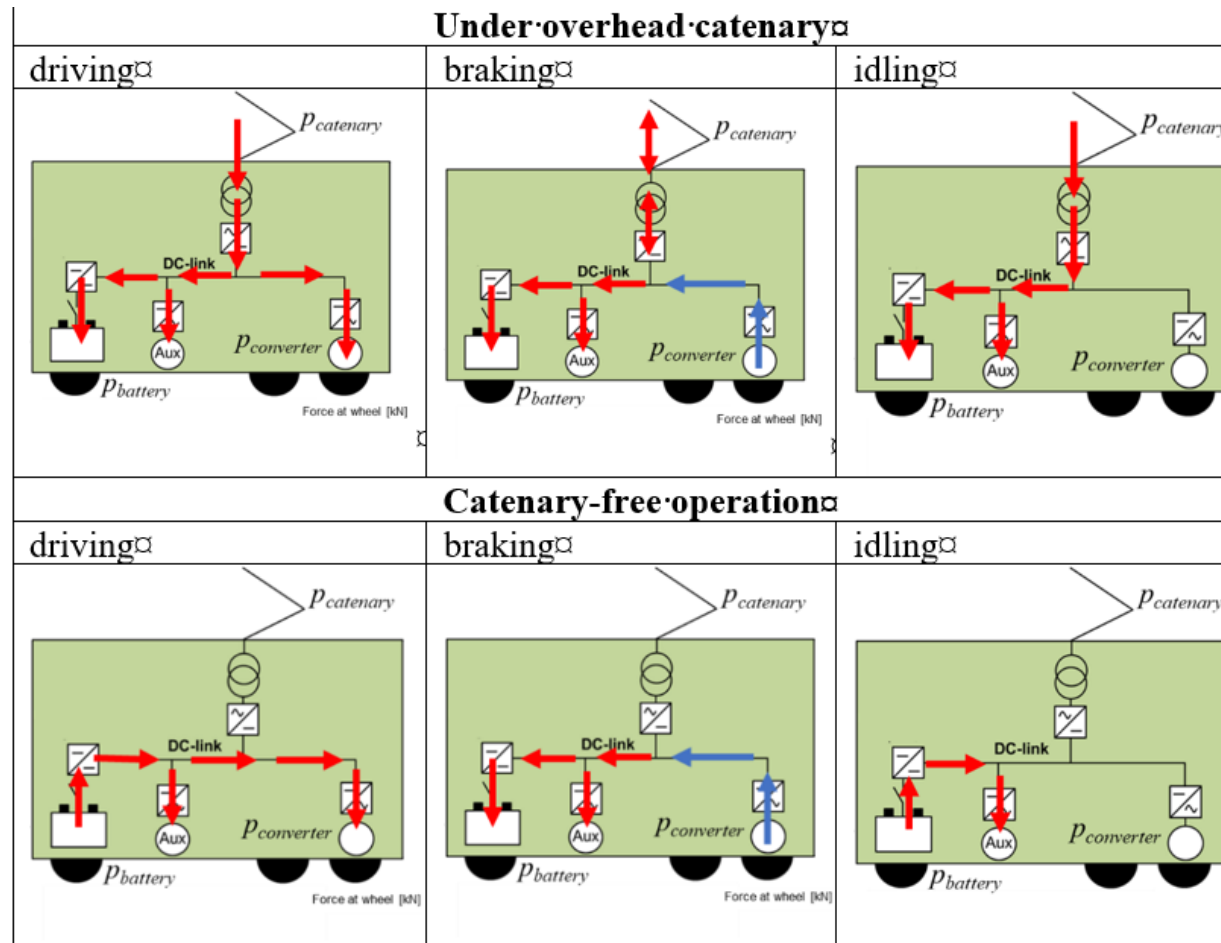 Under·overhead·catenary¤
driving¤
braking¤
idling¤
p_catenary
DC-link
Aux
p_converter
p_battery
Force at wheel [kN]
¤
p_catenary
DC-link
Aux
p_converter
p_battery
Force at wheel [kN]
¤
p_catenary
DC-link
Aux
p_converter
p_battery
Catenary-free·operation¤
driving¤
braking¤
idling¤
p_catenary
DC-link
Aux
p_converter
p_battery
Force at wheel [kN]
p_catenary
DC-link
Aux
p_converter
p_battery
Force at wheel [kN]
p_catenary
DC-link
Aux
p_converter
p_battery